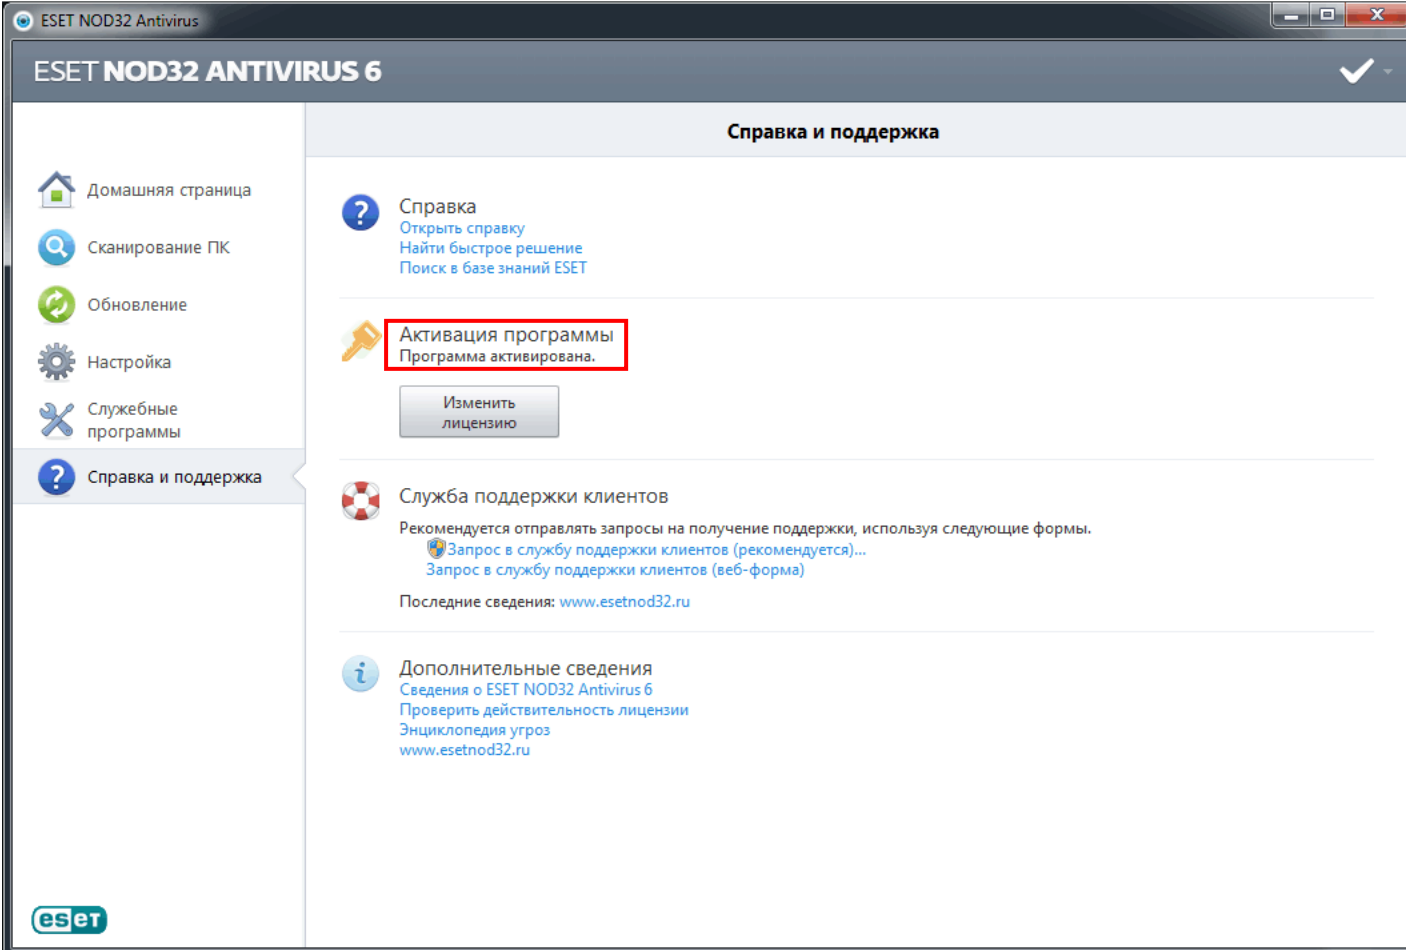 ESET NOD32 Antivirus
ESET NOD32 ANTIVIRUS 6
Справка и поддержка
Домашняя страница
Сканирование ПК
Обновление
Настройка
Служебные
программы
Справка и поддержка
Справка
Открыть справку
Найти быстрое решение
Поиск в базе знаний ESET
Активация программы
Программа активирована.
Изменить
лицензию
Служба поддержки клиентов
Рекомендуется отправлять запросы на получение поддержки, используя следующие формы.
Запрос в службу поддержки клиентов (рекомендуется)...
Запрос в службу поддержки клиентов (веб-форма)
Последние сведения: www.esetnod32.ru
Дополнительные сведения
Сведения о ESET NOD32 Antivirus 6
Проверить действительность лицензии
Энциклопедия угроз
www.esetnod32.ru
eset